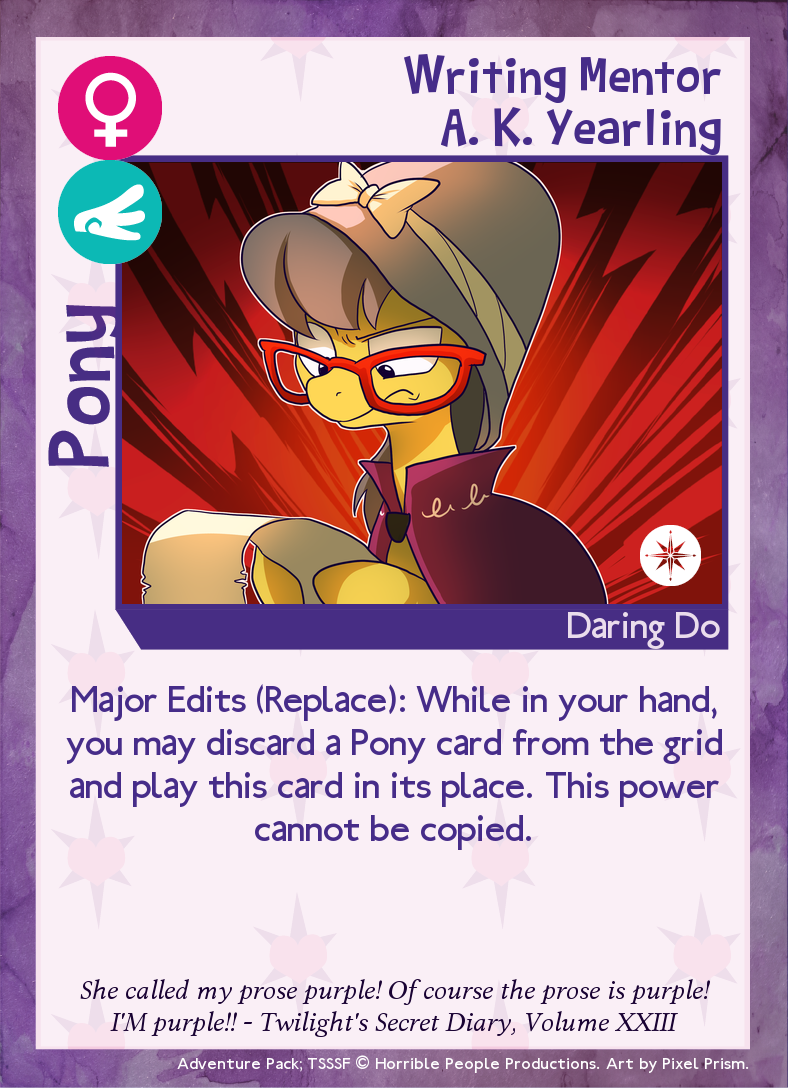 Writing Mentor
A. K. Yearling
Pony
Daring Do
Major Edits (Replace): While in your hand,
you may discard a Pony card from the grid
and play this card in its place. This power
cannot be copied.
She called my prose purple! Of course the prose is purple!
I'M purple!! - Twilight's Secret Diary, Volume XXIII
Adventure Pack; TSSSF © Horrible People Productions. Art by Pixel Prism.